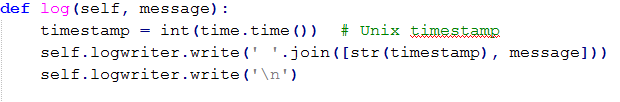 def log(self, message):
    timestamp = int(time.time())  # Unix timestamp
    self.logwriter.write(' '.join([str(timestamp), message]))
    self.logwriter.write('\n')